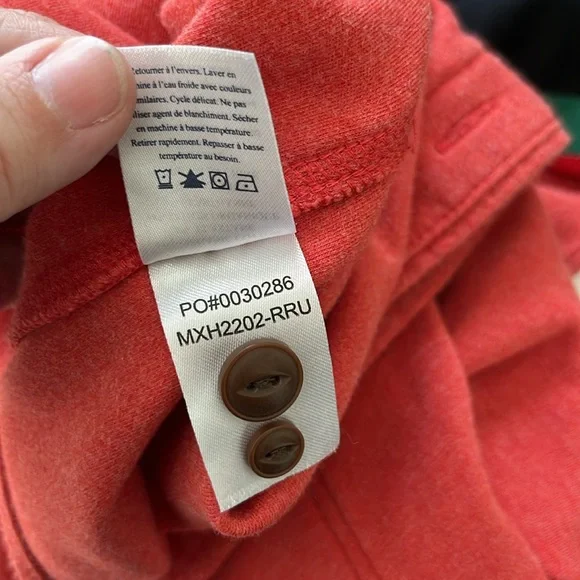 Retourner à l'envers. Laver en
à l'eau froide avec couleurs
similaires. Cycle délicat. Ne pas
agent de blanchiment. Sécher
en machine à basse température.
Retirer rapidement. Repasser à basse
température au besoin.
PO#0030286
MXH2202-RRU